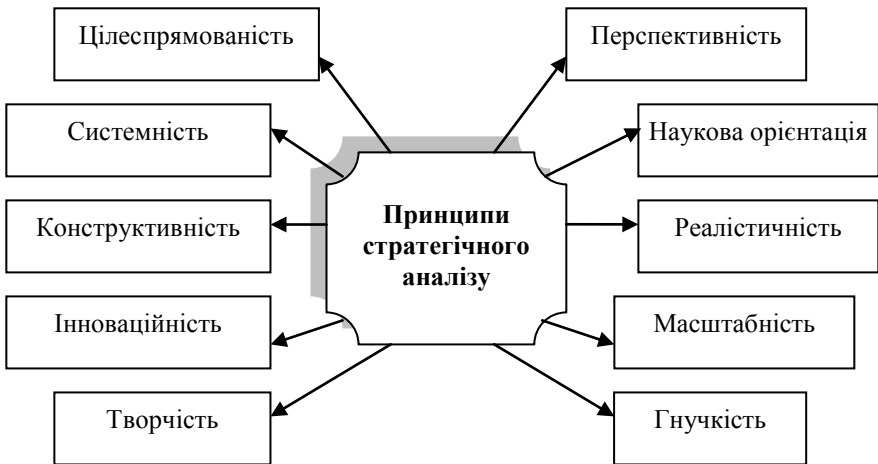 Цілеспрямованість
Перспективність
Системність
Наукова орієнтація
Принципи
стратегічного
аналізу
Конструктивність
Реалістичність
Інноваційність
Масштабність
Творчість
Гнучкість